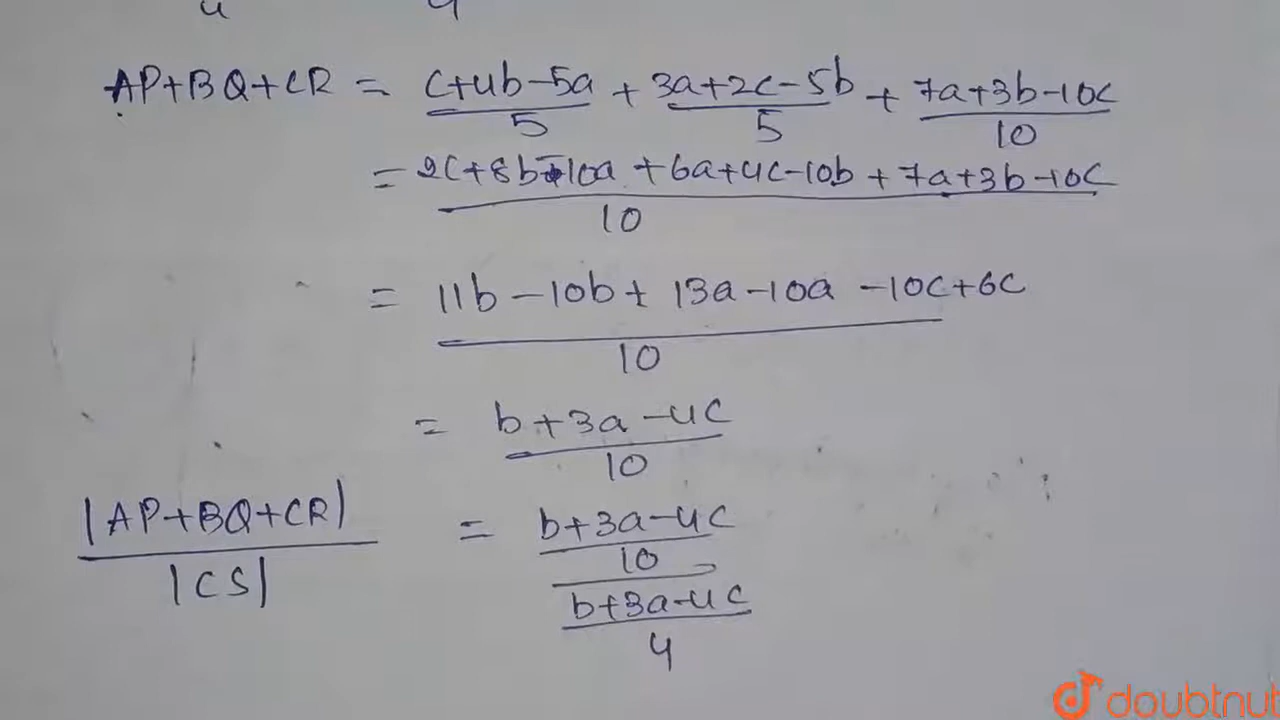 AP+BQ+CR = c+4b-5a/5 + 3a+2c-5b/5 + 7a+3b-10c/10
= 2c+8b-10a+6a+4c-10b+7a+3b-10c/10
= 11b-10b+13a-10a-10c+6c/10
= b+3a-4c/10
|AP+BQ+CR|/|CS| = b+3a-4c/10/b+3a-4c/4
doubtnut